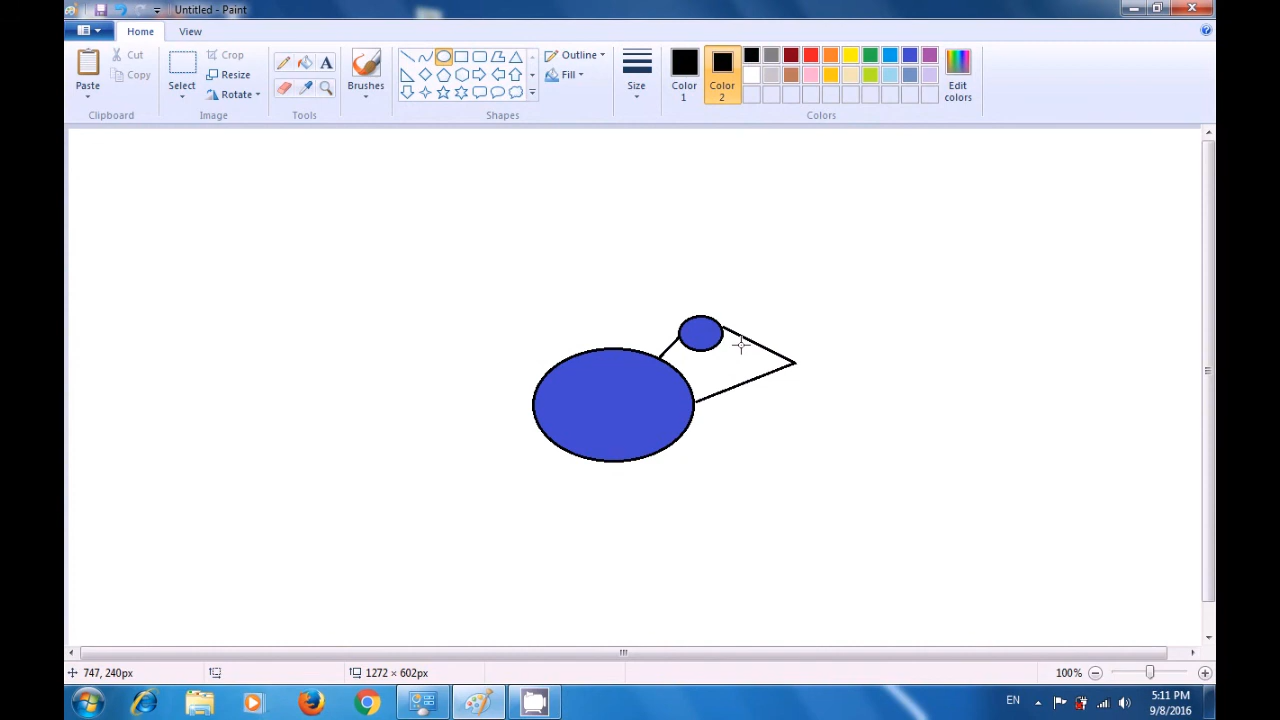 Untitled - Paint
Home View
Paste
Cut
Copy
Clipboard
Select
Crop
Resize
Rotate
Image
A
Tools
Brushes
Shapes
Outline
Fill
Size
Color 1
Color 2
Colors
Edit colors
747, 240px
1272 × 602px
100%
EN
5:11 PM
9/8/2016